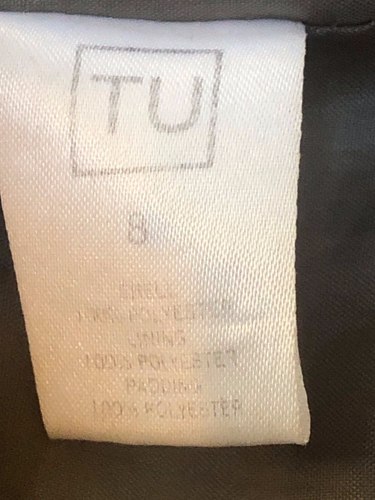 TU
8
SHELL
100% POLYESTER
LINING
100% POLYESTER
PADDING
100% POLYESTER